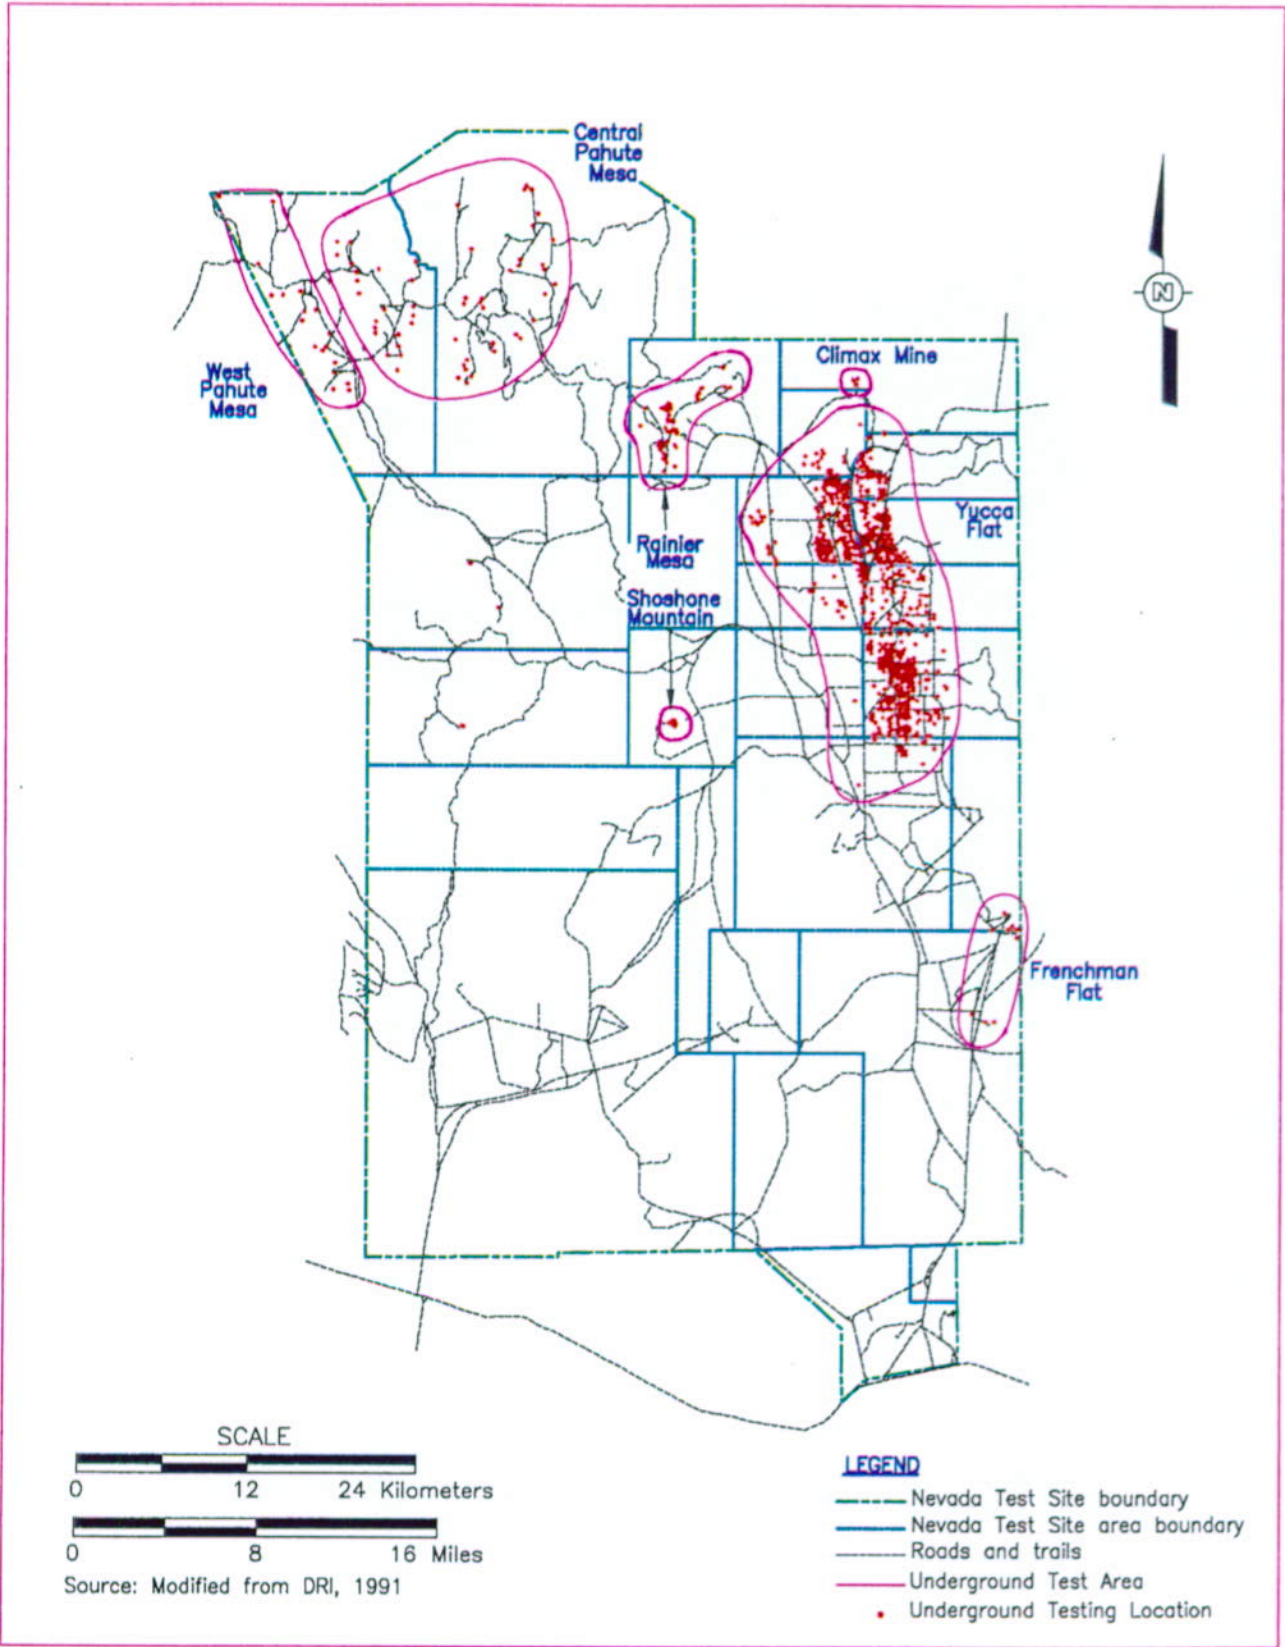 Central
Pahute
Mesa
N
West
Pahute
Mesa
Climax Mine
Yucca
Flat
Rainier
Mesa
Shoshone
Mountain
Frenchman
Flat
SCALE
0 12 24 Kilometers
0 8 16 Miles
Source: Modified from DRI, 1991
LEGEND
Nevada Test Site boundary
Nevada Test Site area boundary
Roads and trails
Underground Test Area
Underground Testing Location